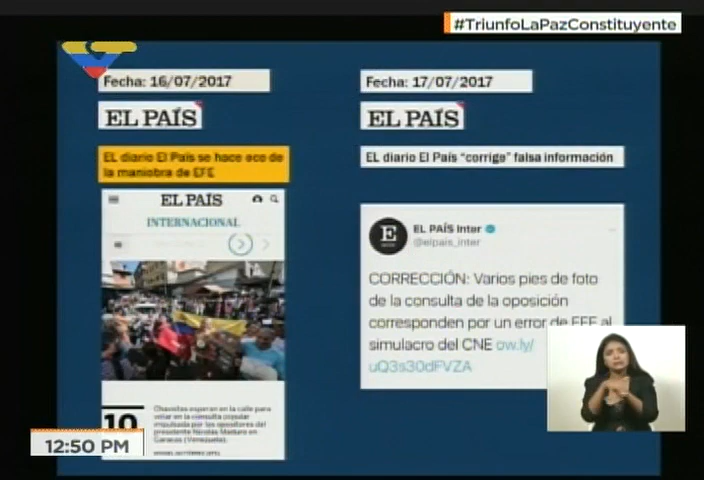 #TriunfoLaPazConstituyente
Fecha: 16/07/2017
EL PAÍS
EL diario El País se hace eco de
la maniobra de EFE
EL PAÍS
INTERNACIONAL
10
Chavistas esperan en la calle para
votar en la consulta popular
impulsada por los opositores del
presidente Nicolás Maduro en
Caracas (Venezuela).
Fecha: 17/07/2017
EL PAÍS
EL diario El País "corrige" falsa información
EL PAÍS Inter
@elpais_inter
CORRECCIÓN: Varios pies de foto
de la consulta de la oposición
corresponden por un error de EFE al
simulacro del CNE ow.ly/
uQ3s30dFVZA
12:50 PM